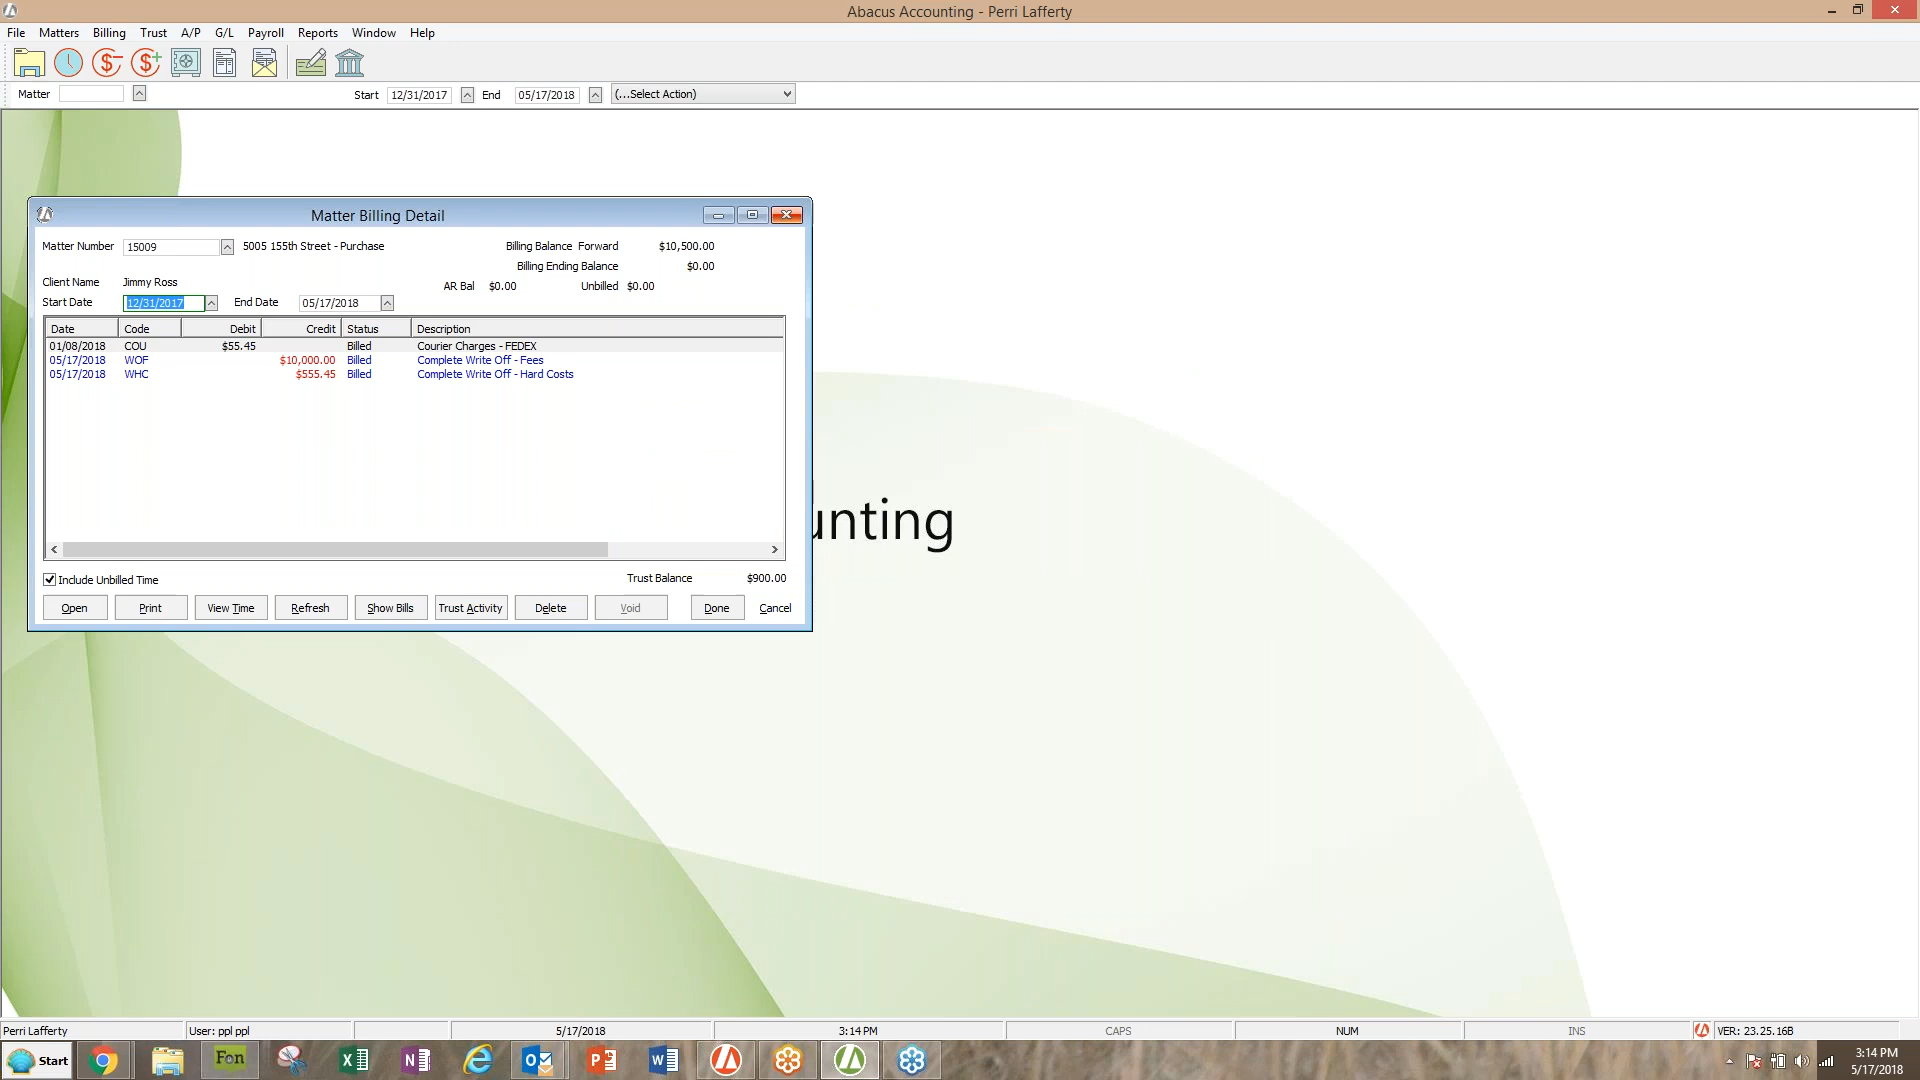 Abacus Accounting - Perri Lafferty
File Matters Billing Trust A/P G/L Payroll Reports Window Help
Matter Start 12/31/2017 End 05/17/2018 (...Select Action)
Matter Billing Detail
Matter Number 15009 5005 155th Street - Purchase Billing Balance Forward $10,500.00
Billing Ending Balance $0.00
Client Name Jimmy Ross AR Bal $0.00 Unbilled $0.00
Start Date 12/31/2017 End Date 05/17/2018
Date Code Debit Credit Status Description
01/08/2018 COU $55.45 Billed Courier Charges - FEDEX
05/17/2018 WOF $10,000.00 Billed Complete Write Off - Fees
05/17/2018 WHC $555.45 Billed Complete Write Off - Hard Costs
unting
Include Unbilled Time Trust Balance $900.00
Open Print View Time Refresh Show Bills Trust Activity Delete Void Done Cancel
Perri Lafferty User: ppl ppl 5/17/2018 3:14 PM CAPS NUM INS VER: 23.25.16B
Start Fon 3:14 PM
5/17/2018